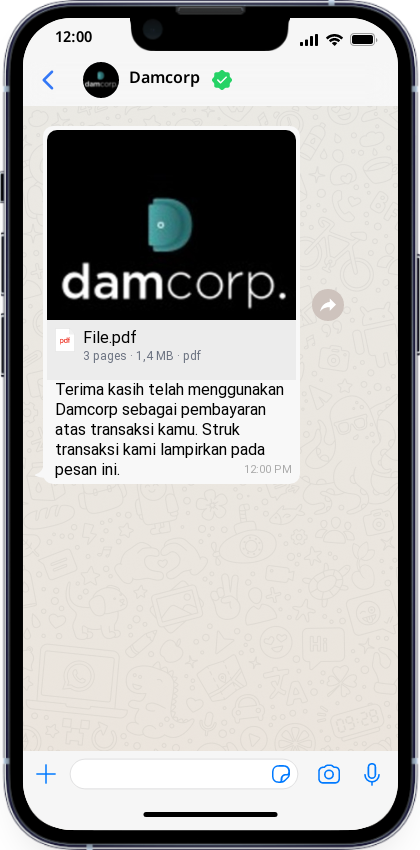 12:00
damcorp.
Damcorp
damcorp.
pdf
File.pdf
3 pages · 1,4 MB · pdf
Terima kasih telah menggunakan
Damcorp sebagai pembayaran
atas transaksi kamu. Struk
transaksi kami lampirkan pada
pesan ini.
12:00 PM